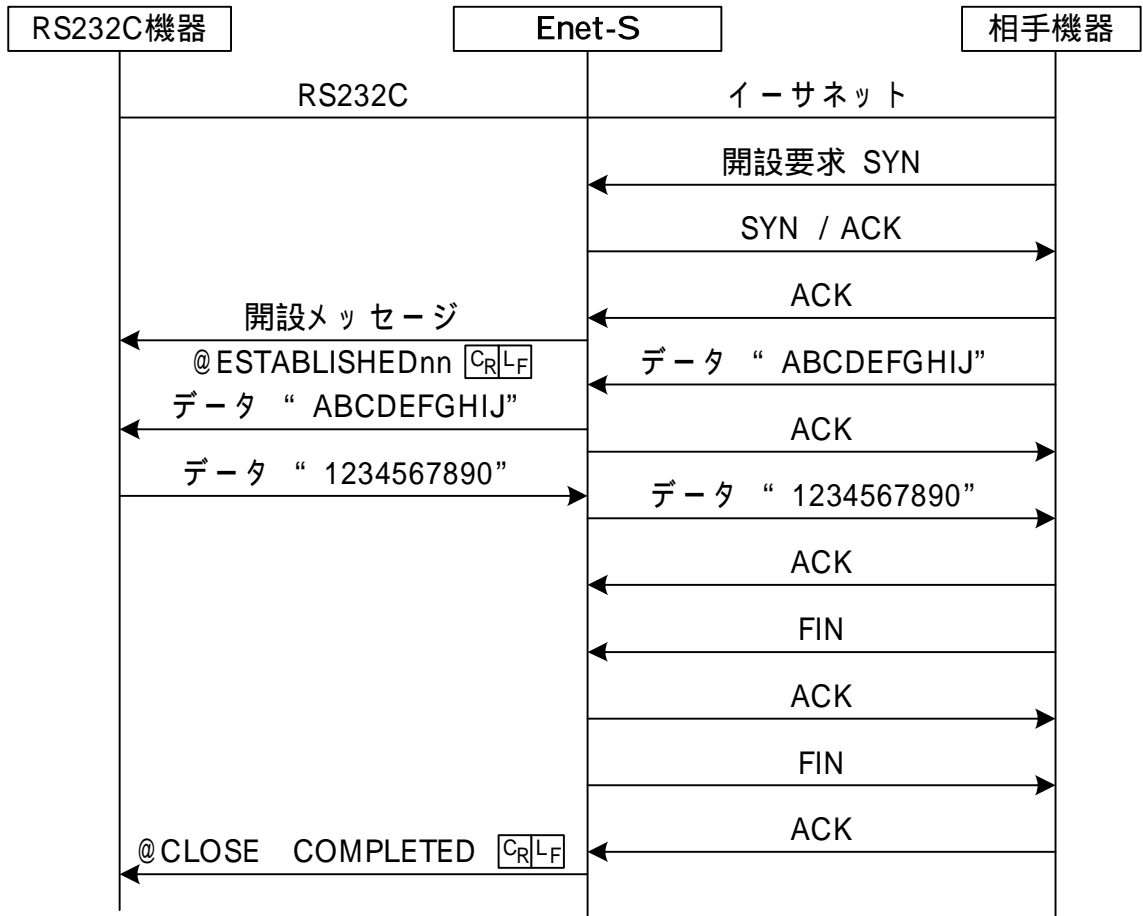 RS232C機器
Enet-S
相手機器
RS232C
イーサネット
開設要求 SYN
SYN / ACK
ACK
開設メッセージ
@ESTABLISHEDnn CRLF
データ “ ABCDEFGHIJ”
データ “ ABCDEFGHIJ”
ACK
データ “ 1234567890”
データ “ 1234567890”
ACK
FIN
ACK
FIN
ACK
@CLOSE COMPLETED CRLF